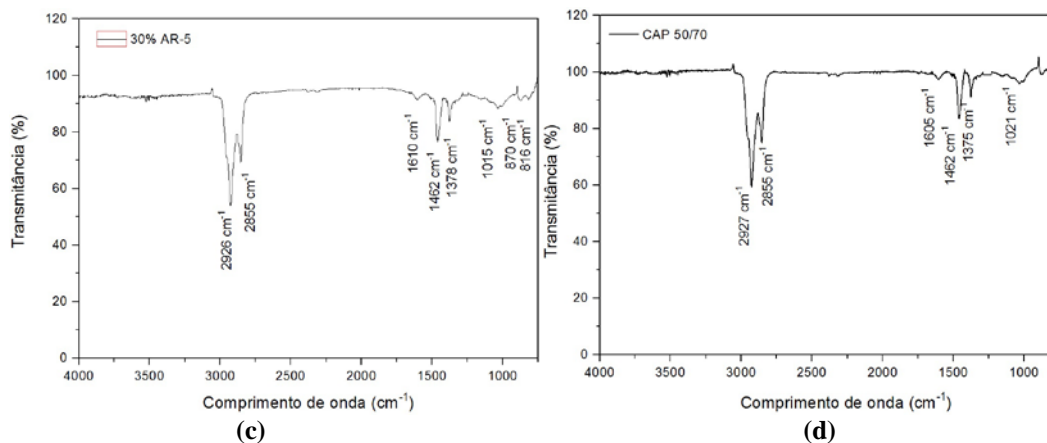 120
100
80
60
40
20
0
Transmitância (%)
30% AR-5
2926 cm⁻¹
2855 cm⁻¹
1610 cm⁻¹
1462 cm⁻¹
1378 cm⁻¹
1015 cm⁻¹
870 cm⁻¹
816 cm⁻¹
4000 3500 3000 2500 2000 1500 1000
Comprimento de onda (cm⁻¹)
(c)
120
100
80
60
40
20
0
Transmitância (%)
CAP 50/70
2927 cm⁻¹
2855 cm⁻¹
1605 cm⁻¹
1462 cm⁻¹
1375 cm⁻¹
1021 cm⁻¹
4000 3500 3000 2500 2000 1500 1000
Comprimento de onda (cm⁻¹)
(d)